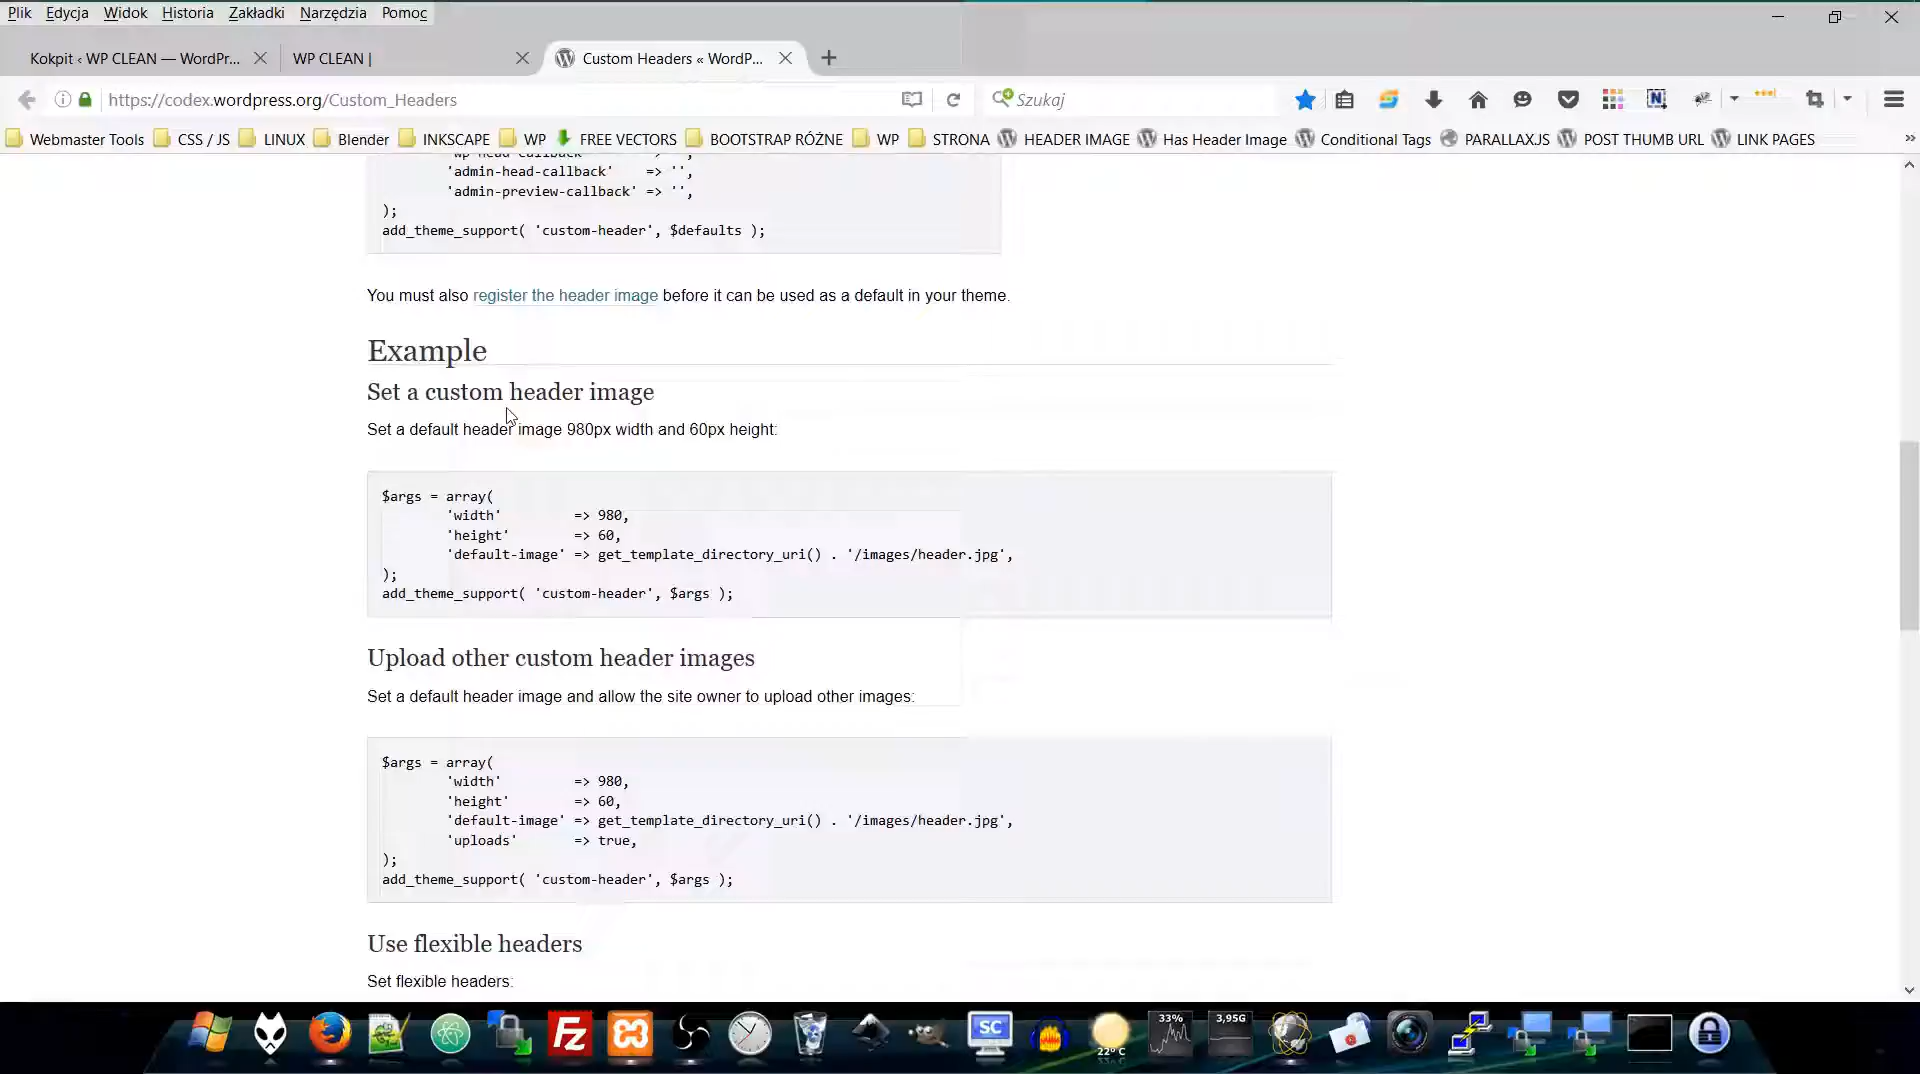 Plik Edycja Widok Historia Zakładki Narzędzia Pomoc
Kokpit ‹ WP CLEAN — WordPr... WP CLEAN | Custom Headers « WordP...
https://codex.wordpress.org/Custom_Headers Szukaj
Webmaster Tools CSS / JS LINUX Blender INKSCAPE WP FREE VECTORS BOOTSTRAP RÓŻNE WP STRONA HEADER IMAGE Has Header Image Conditional Tags PARALLAX.JS POST THUMB URL LINK PAGES »
'wp-head-callback' => '',
'admin-head-callback' => '',
'admin-preview-callback' => '',
);
add_theme_support( 'custom-header', $defaults );
You must also register the header image before it can be used as a default in your theme.
Example
Set a custom header image
Set a default header image 980px width and 60px height:
$args = array(
'width' => 980,
'height' => 60,
'default-image' => get_template_directory_uri() . '/images/header.jpg',
);
add_theme_support( 'custom-header', $args );
Upload other custom header images
Set a default header image and allow the site owner to upload other images:
$args = array(
'width' => 980,
'height' => 60,
'default-image' => get_template_directory_uri() . '/images/header.jpg',
'uploads' => true,
);
add_theme_support( 'custom-header', $args );
Use flexible headers
Set flexible headers:
Fz SC 22° C 33% 3,95G